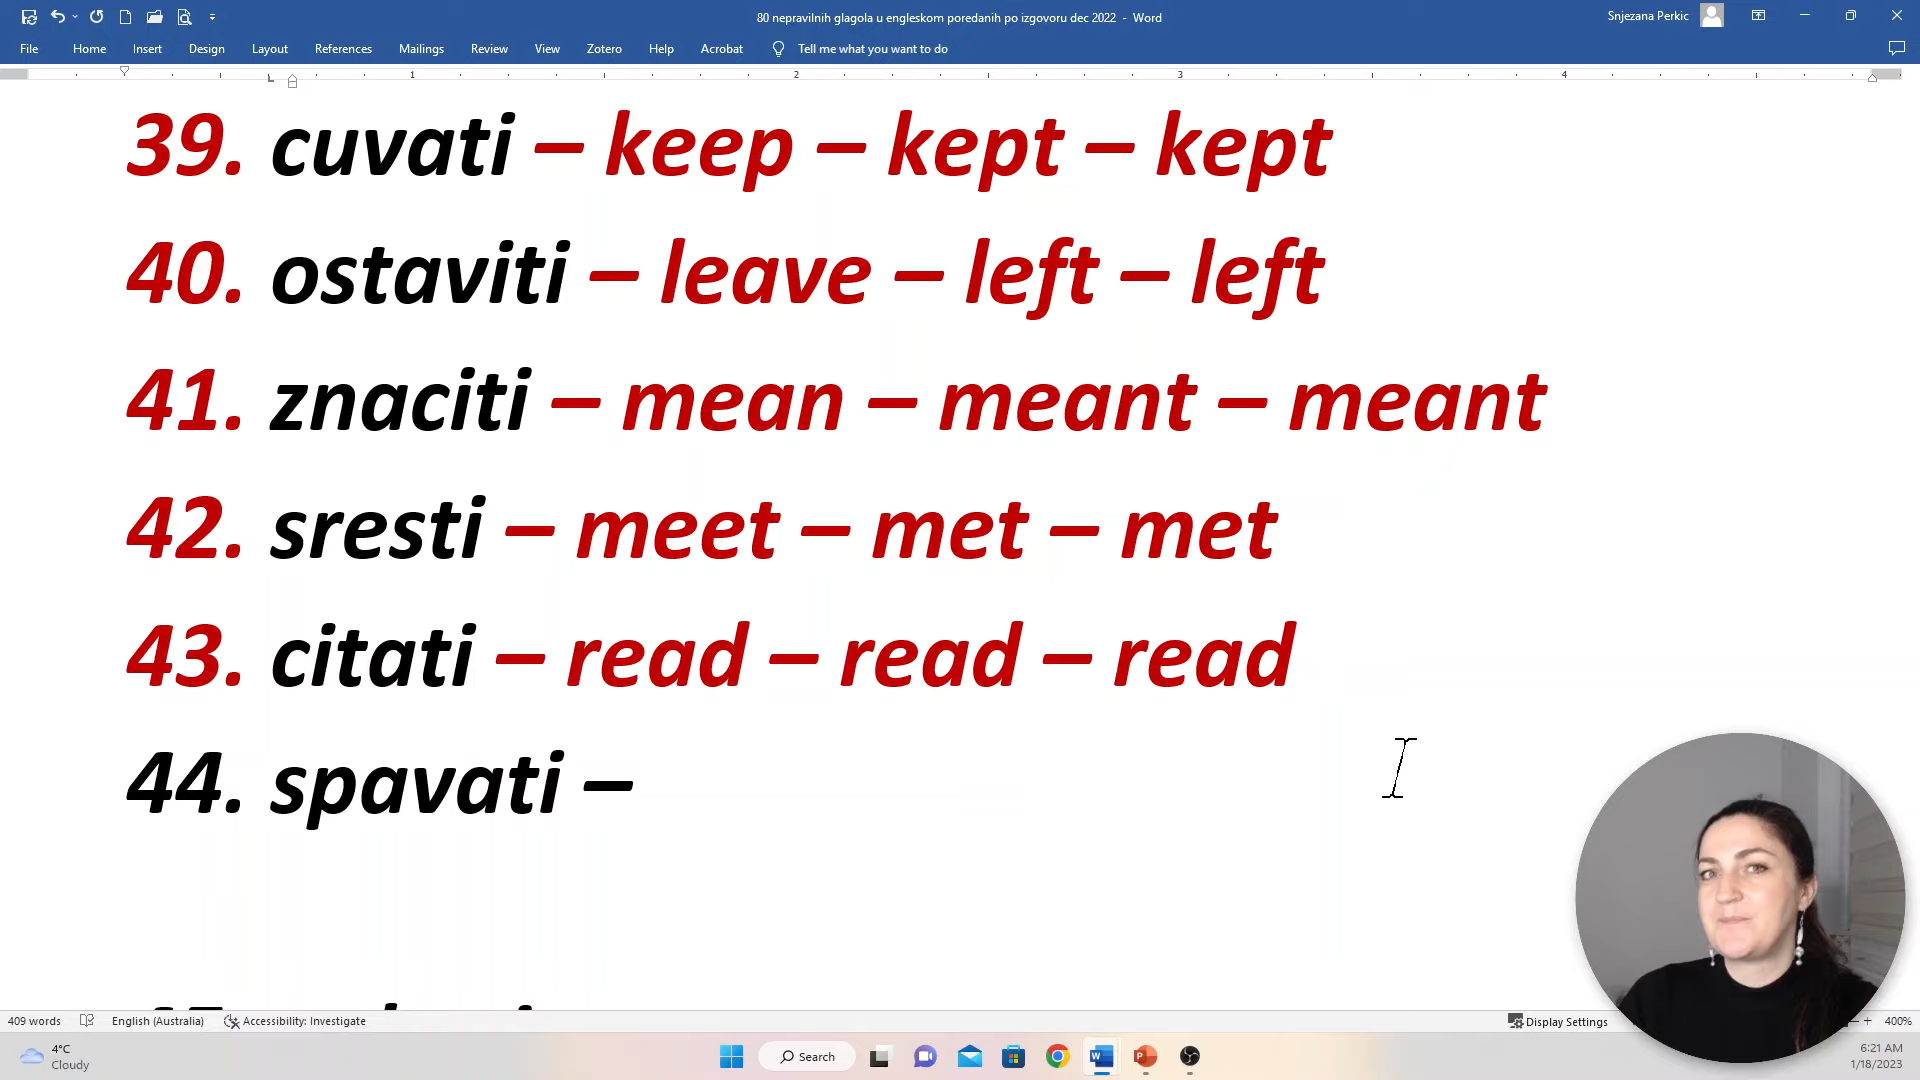 80 nepravilnih glagola u engleskom poredanih po izgovoru dec 2022 - Word
Snjezana Perkic
File Home Insert Design Layout References Mailings Review View Zotero Help Acrobat Tell me what you want to do
1 2 3 4
39. cuvati – keep – kept – kept
40. ostaviti – leave – left – left
41. znaciti – mean – meant – meant
42. sresti – meet – met – met
43. citati – read – read – read
44. spavati –
409 words English (Australia) Accessibility: Investigate Display Settings 400%
4°C
Cloudy
Search
6:21 AM
1/18/2023